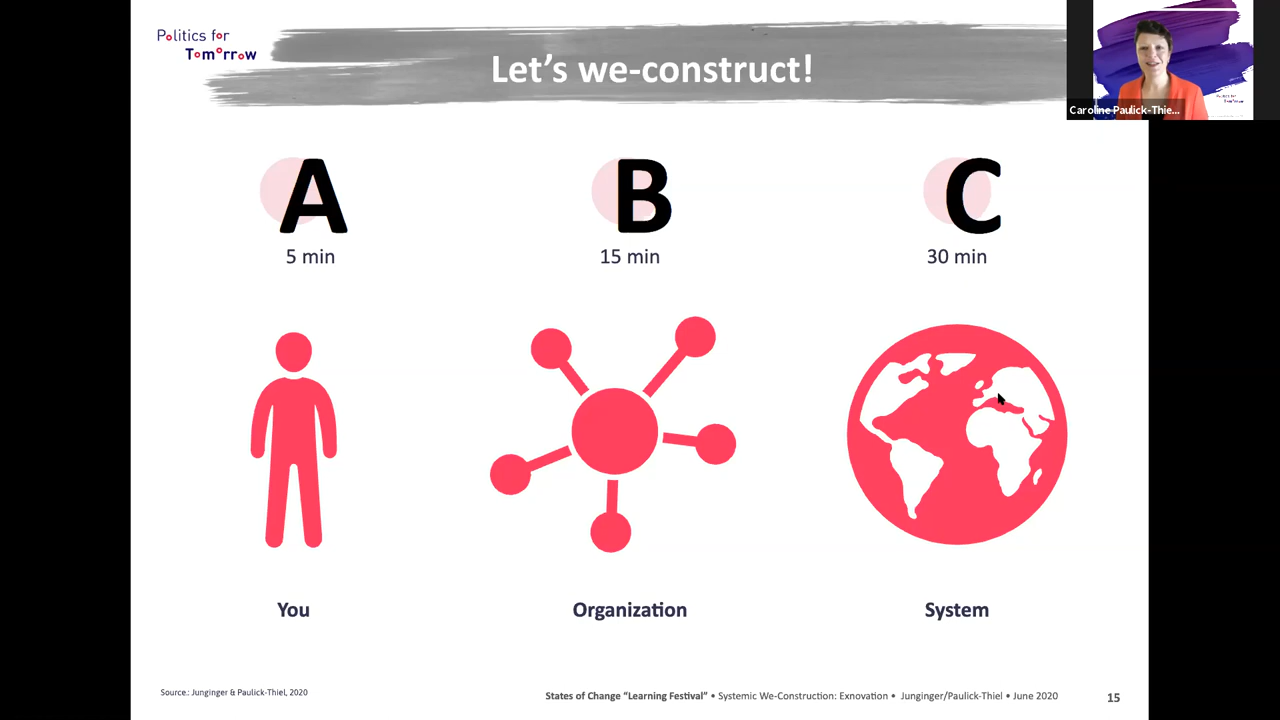 Politics for
Tomorrow
Let's we-construct!
Caroline Paulick-Thie...
A
B
C
5 min
15 min
30 min
You
Organization
System
Source.: Junginger & Paulick-Thiel, 2020
States of Change “Learning Festival” • Systemic We-Construction: Exnovation • Junginger/Paulick-Thiel • June 2020
15